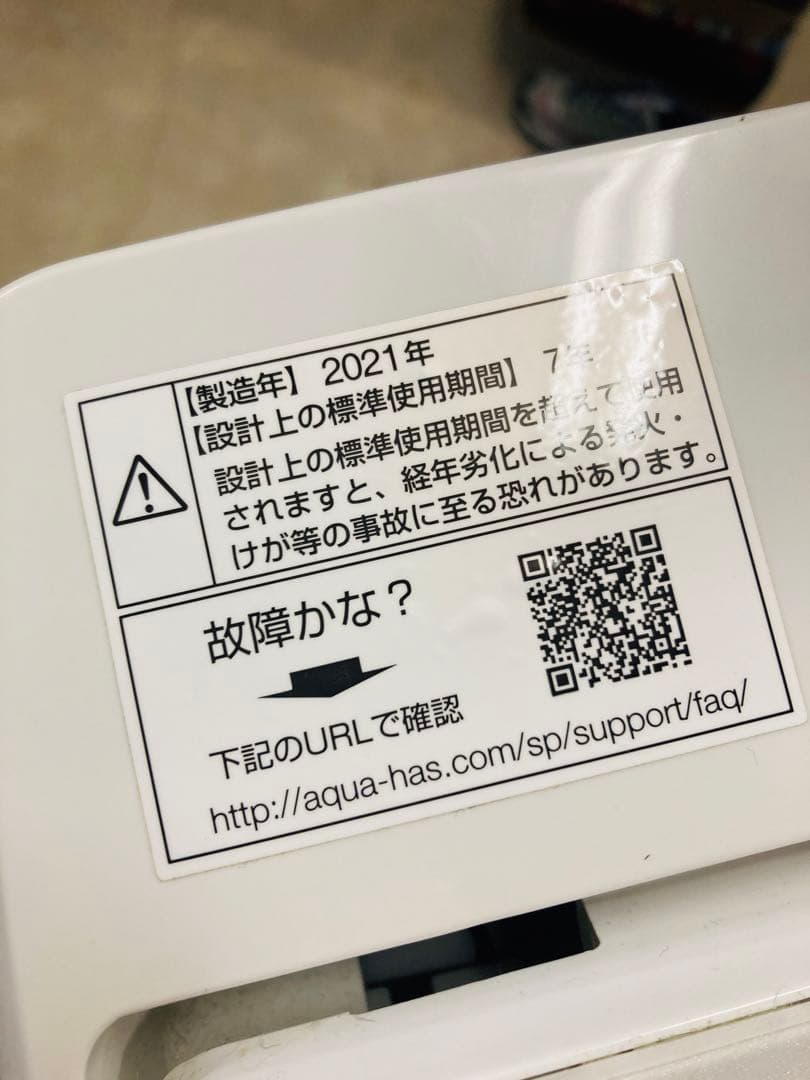 【製造年】 2021年
【設計上の標準使用期間】 7年
設計上の標準使用期間を超えて使用
されますと、経年劣化による発火・
けが等の事故に至る恐れがあります。
故障かな？
下記のURLで確認
http://aqua-has.com/sp/support/faq/